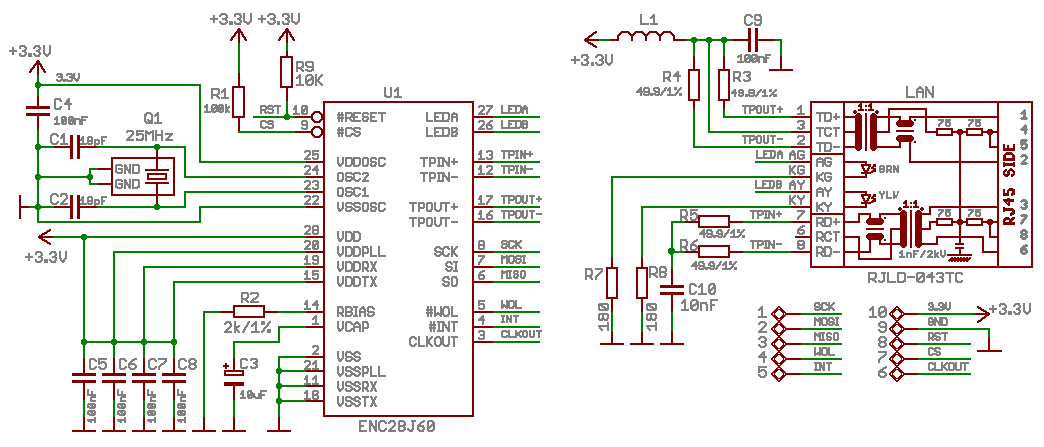 +3.3V +3.3V
+3.3V
3.3V
C4
100nF
R1
100k
R9
10K
RST
CS
10
9
U1
#RESET
#CS
LEDA
LEDB
27
26
LEDA
LEDB
C1
18pF
Q1
25MHz
GND
GND
C2
18pF
25
24
23
22
VDDOSC
OSC2
OSC1
VSSOSC
TPIN+
TPIN-
13
12
TPIN+
TPIN-
TPOUT+
TPOUT-
17
16
TPOUT+
TPOUT-
+3.3V
28
20
19
15
VDD
VDDPLL
VDDRX
VDDTX
SCK
SI
SO
8
7
6
SCK
MOSI
MISO
R2
2k/1%
14
1
RBIAS
VCAP
#WOL
#INT
CLKOUT
5
4
3
WOL
INT
CLKOUT
C5
100nF
C6
100nF
C7
100nF
C8
100nF
C3
+
10uF
2
21
11
18
VSS
VSSPLL
VSSRX
VSSTX
ENC28J60
L1
+3.3V
C9
100nF
R4
49.9/1%
R3
49.9/1%
TPOUT+
TPOUT-
LEDA
LEDB
1
3
2
AG
KG
AY
KY
7
6
8
LAN
TD+
TCT
TD-
AG
KG
AY
KY
RD+
RCT
RD-
1:1
75
75
GRN
YLV
1:1
75
75
1nF/2kV
1
4
5
2
3
7
8
6
RJ45 SIDE
RJLD-043TC
R5
49.9/1%
TPIN+
R6
49.9/1%
TPIN-
R7
180
R8
180
C10
10nF
1 SCK
2 MOSI
3 MISO
4 WOL
5 INT
10 3.3V +3.3V
9 GND
8 RST
7 CS
6 CLKOUT